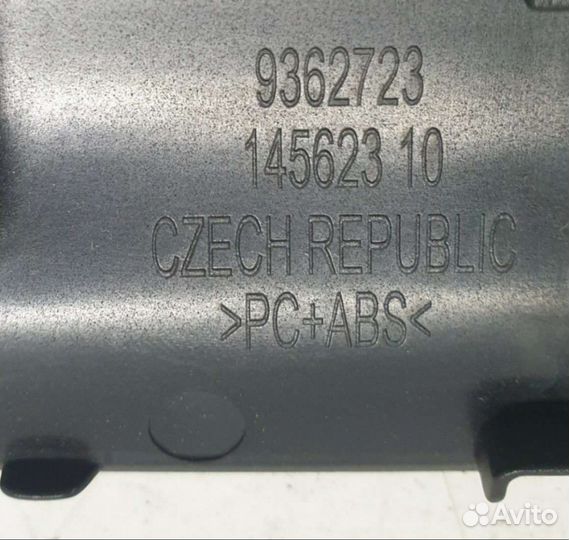 9362723
145623 10
CZECH REPUBLIC
>PC+ABS<
Avito